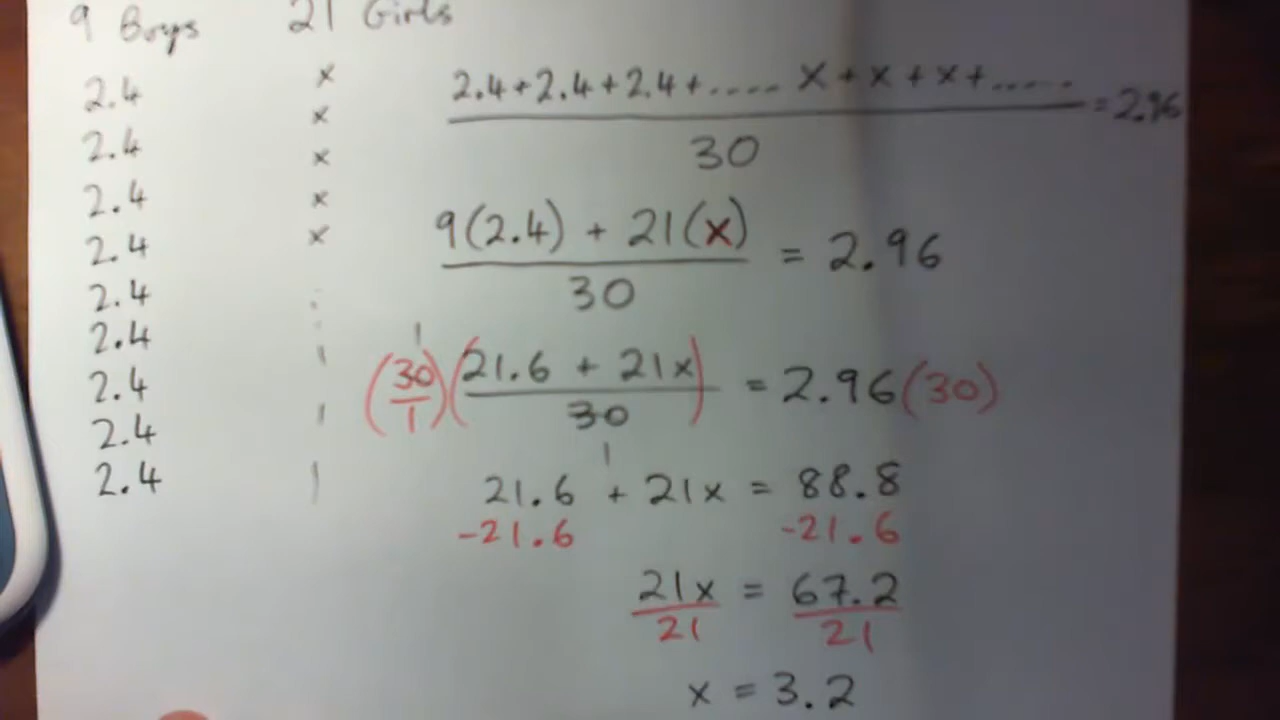 9 Boys 21 Girls
2.4 x
2.4 x
2.4 x
2.4 x
2.4 x
2.4
2.4
2.4
2.4
2.4+2.4+2.4+..... x+x+x+..... = 2.96
30
9(2.4) + 21(x) = 2.96
30
1
(30/1)(21.6 + 21x) = 2.96(30)
30
1
21.6 + 21x = 88.8
-21.6 -21.6
21x = 67.2
21 21
x = 3.2